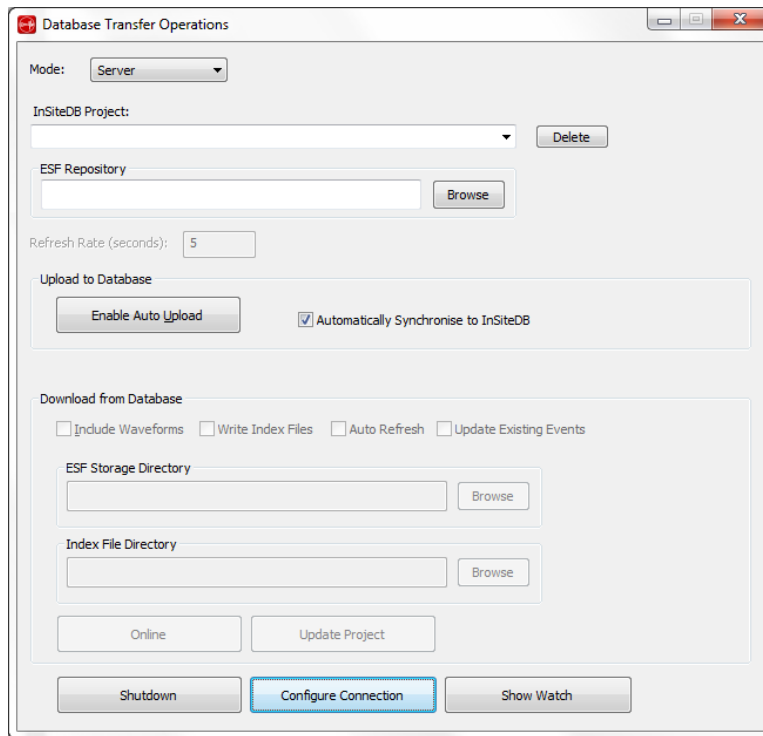 Database Transfer Operations
Mode: Server
InSiteDB Project:
Delete
ESF Repository
Browse
Refresh Rate (seconds): 5
Upload to Database
Enable Auto Upload Automatically Synchronise to InSiteDB
Download from Database
Include Waveforms Write Index Files Auto Refresh Update Existing Events
ESF Storage Directory
Browse
Index File Directory
Browse
Online Update Project
Shutdown Configure Connection Show Watch